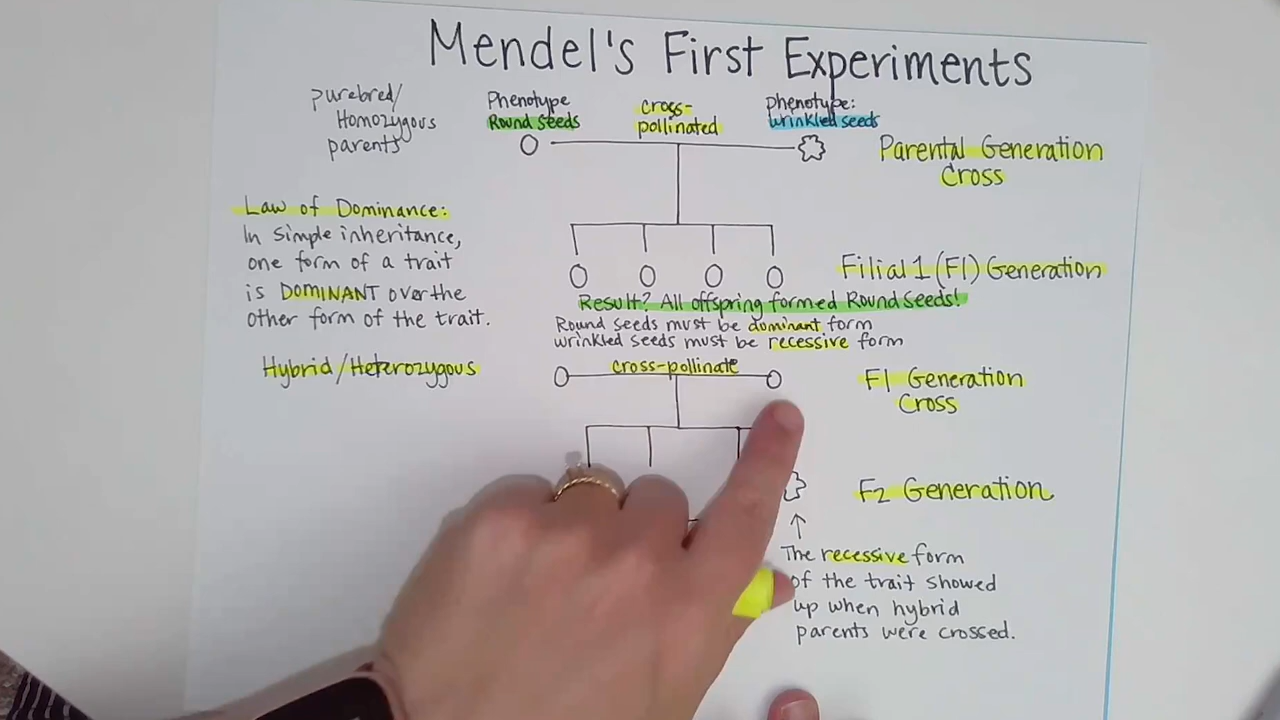 Mendel's First Experiments
purebred/
Homozygous
parents
Phenotype
Round Seeds
cross-
pollinated
phenotype:
wrinkled seeds
Parental Generation
Cross
Law of Dominance:
In simple inheritance,
one form of a trait
is DOMINANT over the
other form of the trait.
Filial 1 (F1) Generation
Result? All offspring formed Round Seeds!
Round seeds must be dominant form
wrinkled seeds must be recessive form
Hybrid/Heterozygous
cross-pollinate
F1 Generation
Cross
F2 Generation
The recessive form
of the trait showed
up when hybrid
parents were crossed.